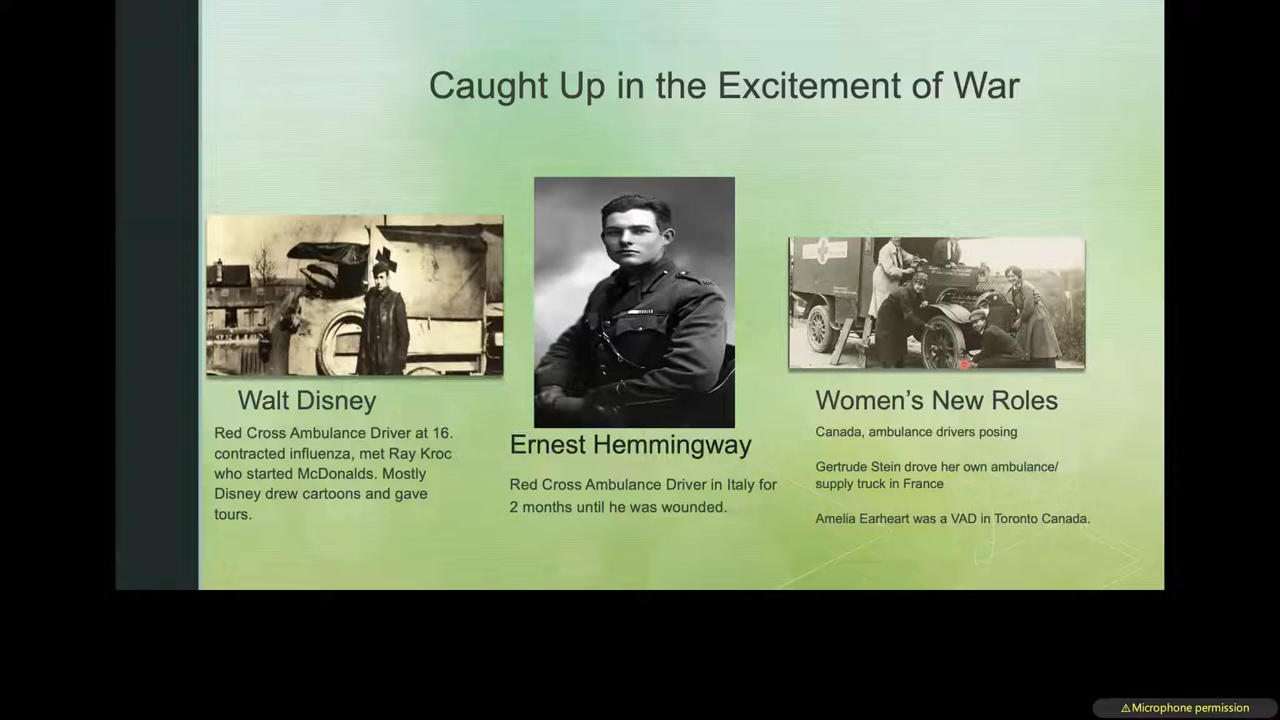 Caught Up in the Excitement of War
Walt Disney
Red Cross Ambulance Driver at 16.
contracted influenza, met Ray Kroc
who started McDonalds. Mostly
Disney drew cartoons and gave
tours.
Ernest Hemmingway
Red Cross Ambulance Driver in Italy for
2 months until he was wounded.
Women’s New Roles
Canada, ambulance drivers posing
Gertrude Stein drove her own ambulance/
supply truck in France
Amelia Earheart was a VAD in Toronto Canada.
⚠Microphone permission